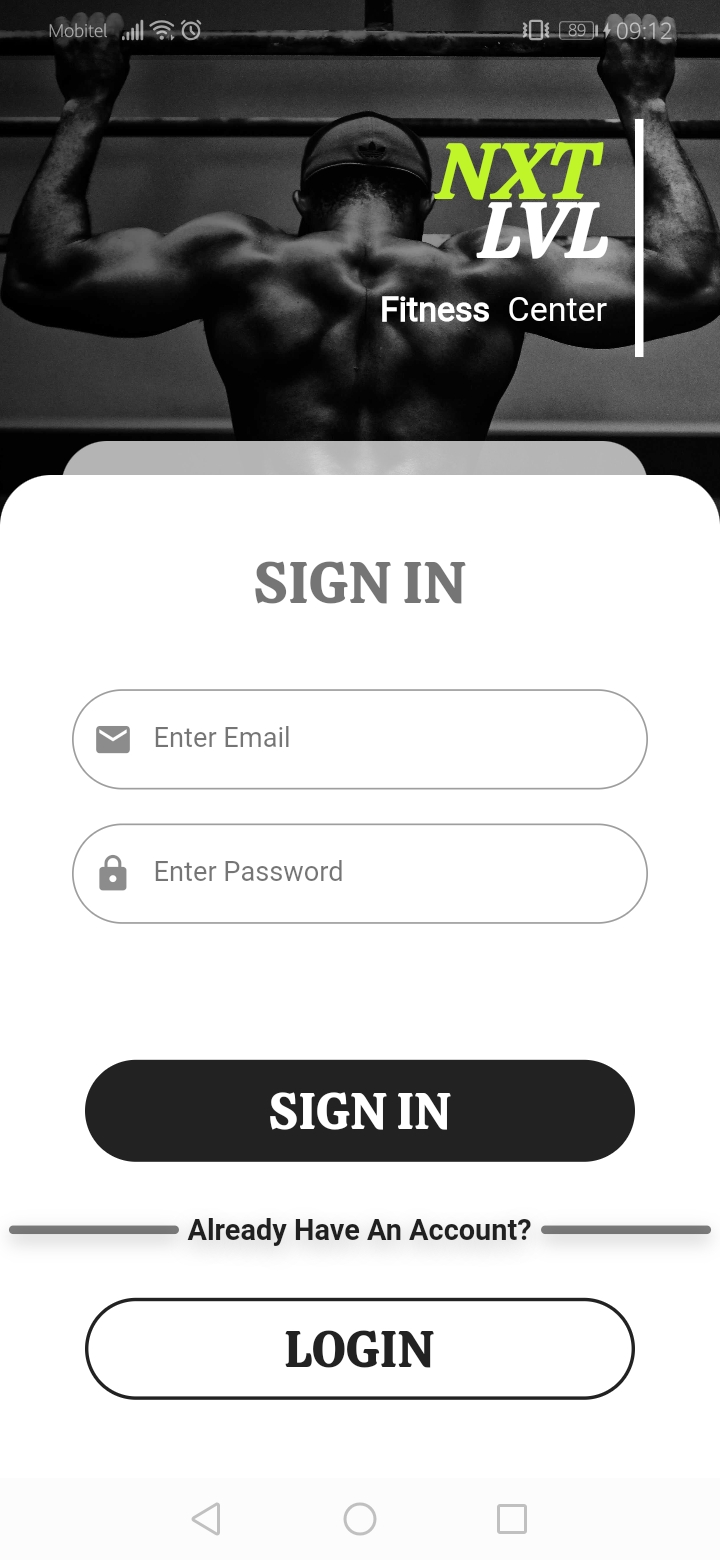 Mobitel 89 09:12
NXT
LVL
Fitness Center
SIGN IN
Enter Email
Enter Password
SIGN IN
Already Have An Account?
LOGIN